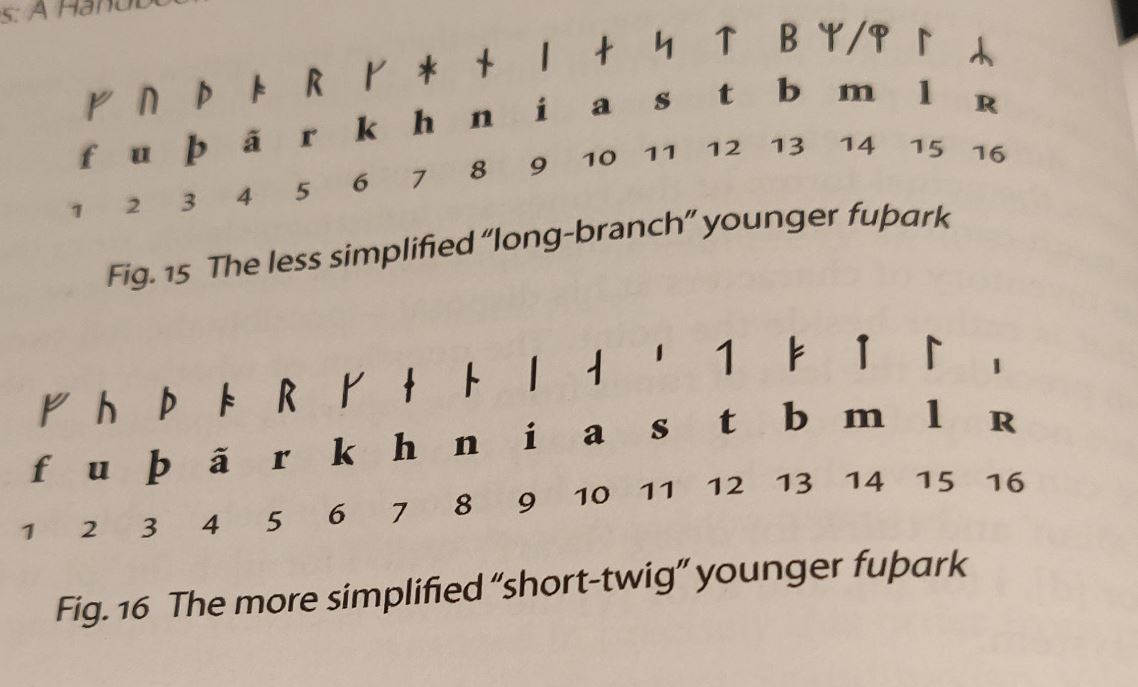 s: A
ᚠ ᚢ ᚦ ᚬ ᚱ ᚴ ᚼ ᚾ ᛁ ᛅ ᛋ ᛏ ᛒ ᛘ/ᛘ ᛚ ᛦ
f u þ ã r k h n i a s t b m l ʀ
1 2 3 4 5 6 7 8 9 10 11 12 13 14 15 16
Fig. 15 The less simplified “long-branch” younger fuþark
ᚠ ᚢ ᚦ ᚭ ᚱ ᚴ ᚽ ᚿ ᛁ ᛆ ᛌ ᛐ ᛓ ᛙ ᛚ ᛧ
f u þ ã r k h n i a s t b m l ʀ
1 2 3 4 5 6 7 8 9 10 11 12 13 14 15 16
Fig. 16 The more simplified “short-twig” younger fuþark